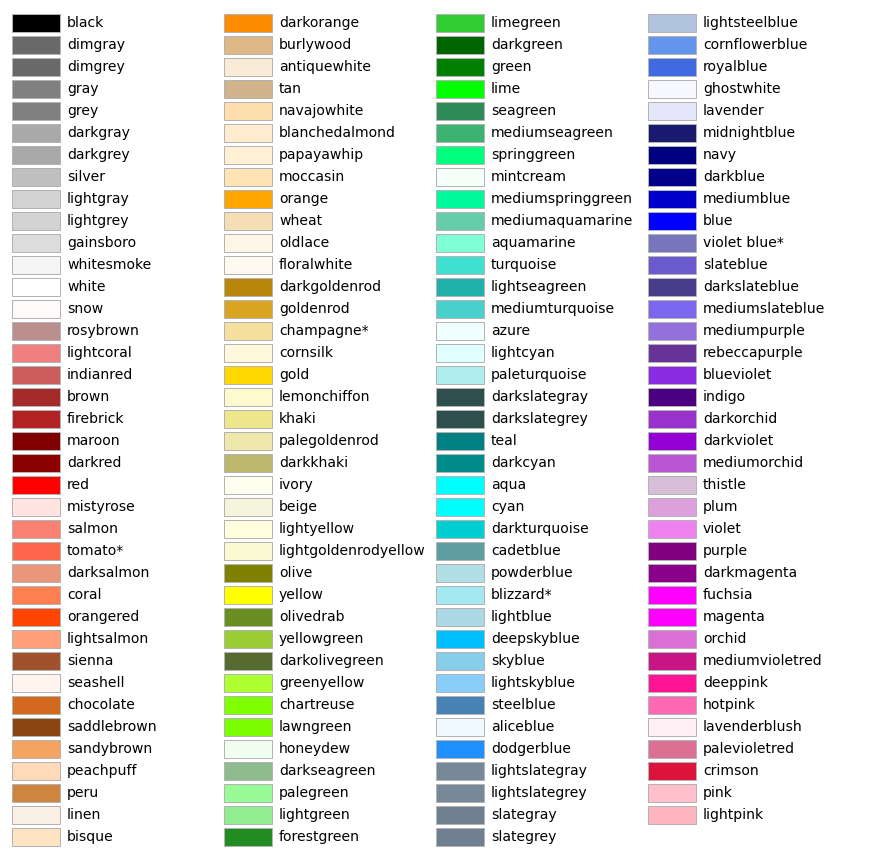 black
dimgray
dimgrey
gray
grey
darkgray
darkgrey
silver
lightgray
lightgrey
gainsboro
whitesmoke
white
snow
rosybrown
lightcoral
indianred
brown
firebrick
maroon
darkred
red
mistyrose
salmon
tomato*
darksalmon
coral
orangered
lightsalmon
sienna
seashell
chocolate
saddlebrown
sandybrown
peachpuff
peru
linen
bisque
darkorange
burlywood
antiquewhite
tan
navajowhite
blanchedalmond
papayawhip
moccasin
orange
wheat
oldlace
floralwhite
darkgoldenrod
goldenrod
champagne*
cornsilk
gold
lemonchiffon
khaki
palegoldenrod
darkkhaki
ivory
beige
lightyellow
lightgoldenrodyellow
olive
yellow
olivedrab
yellowgreen
darkolivegreen
greenyellow
chartreuse
lawngreen
honeydew
darkseagreen
palegreen
lightgreen
forestgreen
limegreen
darkgreen
green
lime
seagreen
mediumseagreen
springgreen
mintcream
mediumspringgreen
mediumaquamarine
aquamarine
turquoise
lightseagreen
mediumturquoise
azure
lightcyan
paleturquoise
darkslategray
darkslategrey
teal
darkcyan
aqua
cyan
darkturquoise
cadetblue
powderblue
blizzard*
lightblue
deepskyblue
skyblue
lightskyblue
steelblue
aliceblue
dodgerblue
lightslategray
lightslategrey
slategray
slategrey
lightsteelblue
cornflowerblue
royalblue
ghostwhite
lavender
midnightblue
navy
darkblue
mediumblue
blue
violet blue*
slateblue
darkslateblue
mediumslateblue
mediumpurple
rebeccapurple
blueviolet
indigo
darkorchid
darkviolet
mediumorchid
thistle
plum
violet
purple
darkmagenta
fuchsia
magenta
orchid
mediumvioletred
deeppink
hotpink
lavenderblush
palevioletred
crimson
pink
lightpink